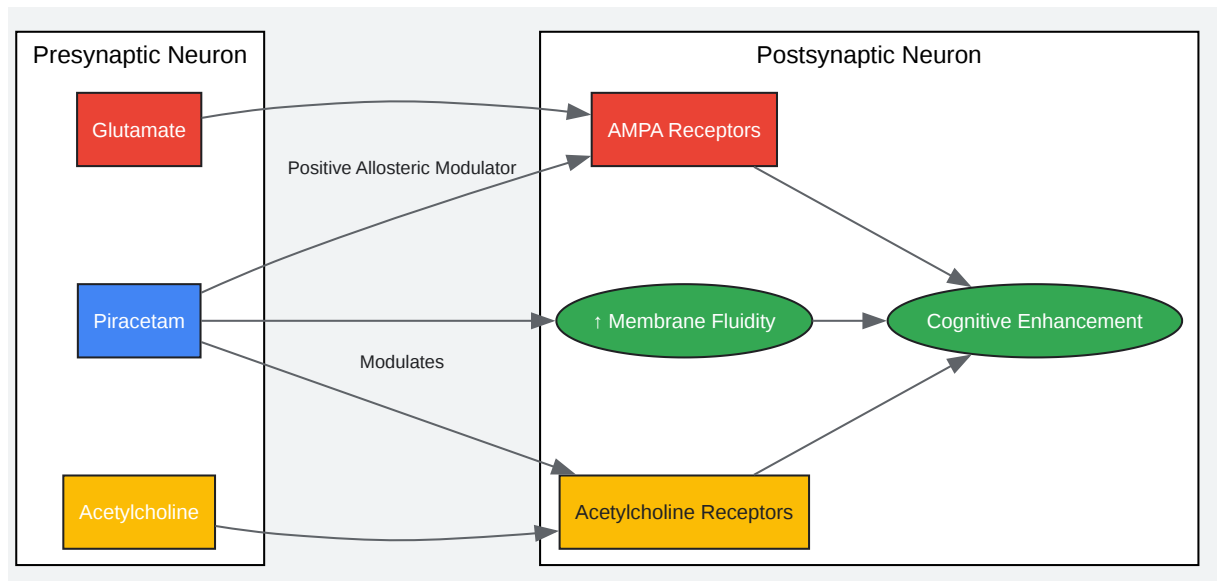 Presynaptic Neuron
Postsynaptic Neuron
Glutamate
AMPA Receptors
Positive Allosteric Modulator
Piracetam
↑ Membrane Fluidity
Cognitive Enhancement
Modulates
Acetylcholine
Acetylcholine Receptors